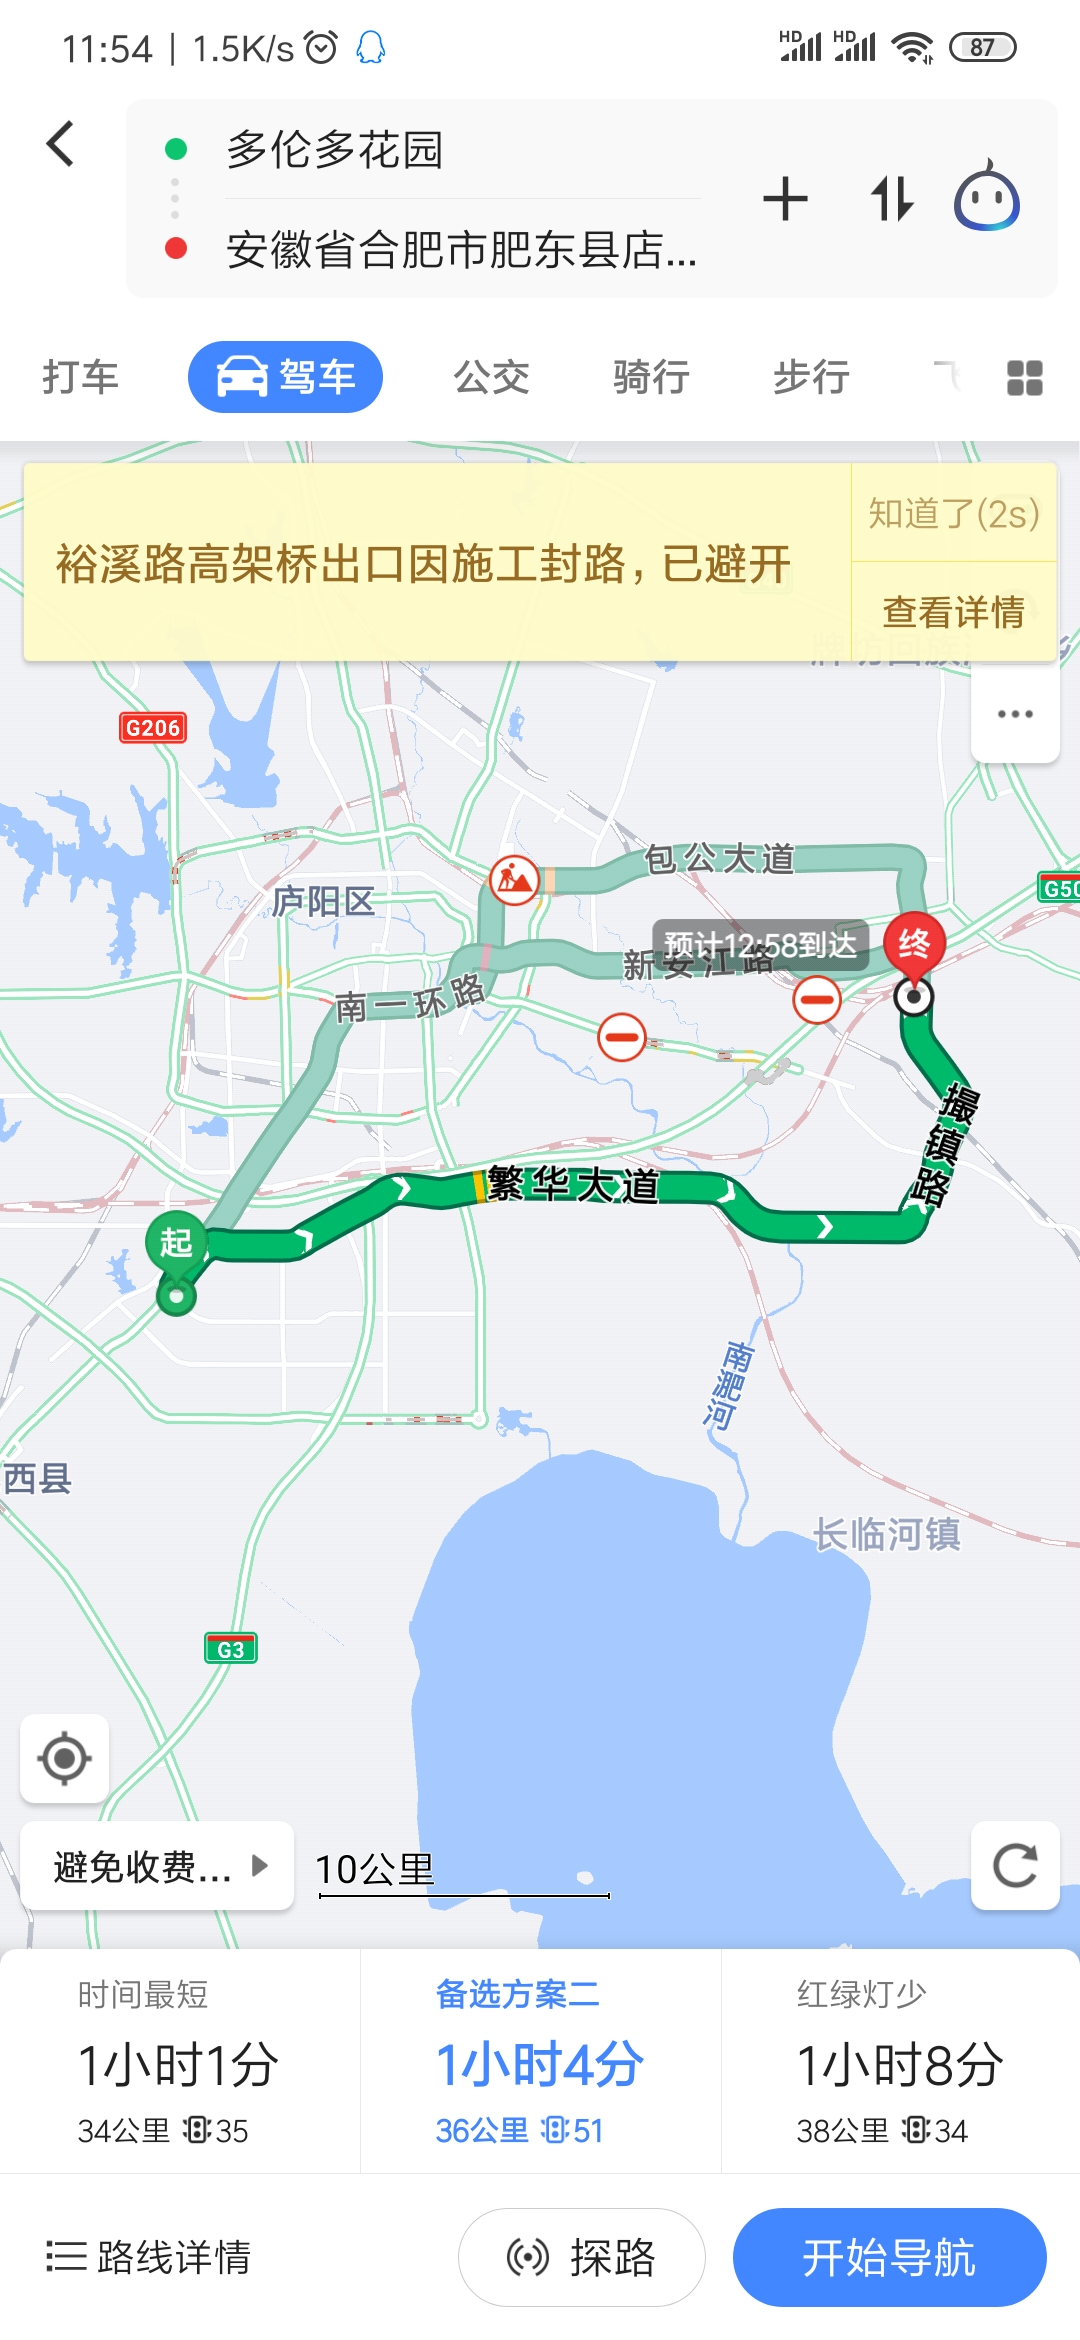 11:54 | 1.5K/s
HD HD 87
多伦多花园
安徽省合肥市肥东县店...
打车 驾车 公交 骑行 步行
裕溪路高架桥出口因施工封路，已避开
知道了(2s)
查看详情
G206
包公大道
庐阳区
G50
预计12:58到达
终
新安江路
南一环路
撮镇路
繁华大道
起
南淝河
西县
长临河镇
G3
避免收费...
10公里
时间最短
1小时1分
34公里 35
备选方案二
1小时4分
36公里 51
红绿灯少
1小时8分
38公里 34
路线详情
探路
开始导航